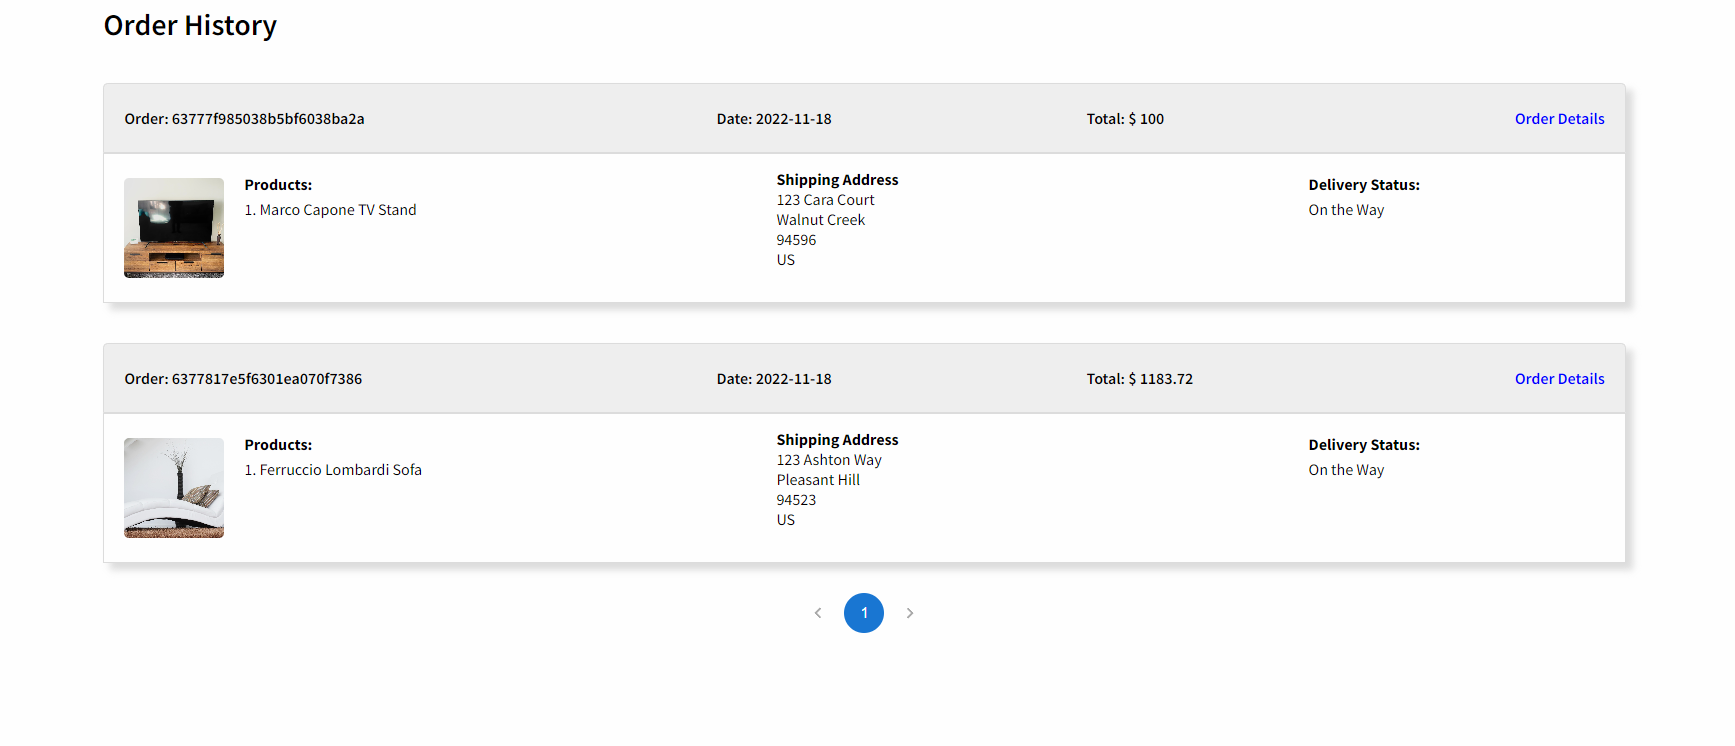 Order History
Order: 63777f985038b5bf6038ba2a
Date: 2022-11-18
Total: $ 100
Order Details
Products:
1. Marco Capone TV Stand
Shipping Address
123 Cara Court
Walnut Creek
94596
US
Delivery Status:
On the Way
Order: 6377817e5f6301ea070f7386
Date: 2022-11-18
Total: $ 1183.72
Order Details
Products:
1. Ferruccio Lombardi Sofa
Shipping Address
123 Ashton Way
Pleasant Hill
94523
US
Delivery Status:
On the Way
1